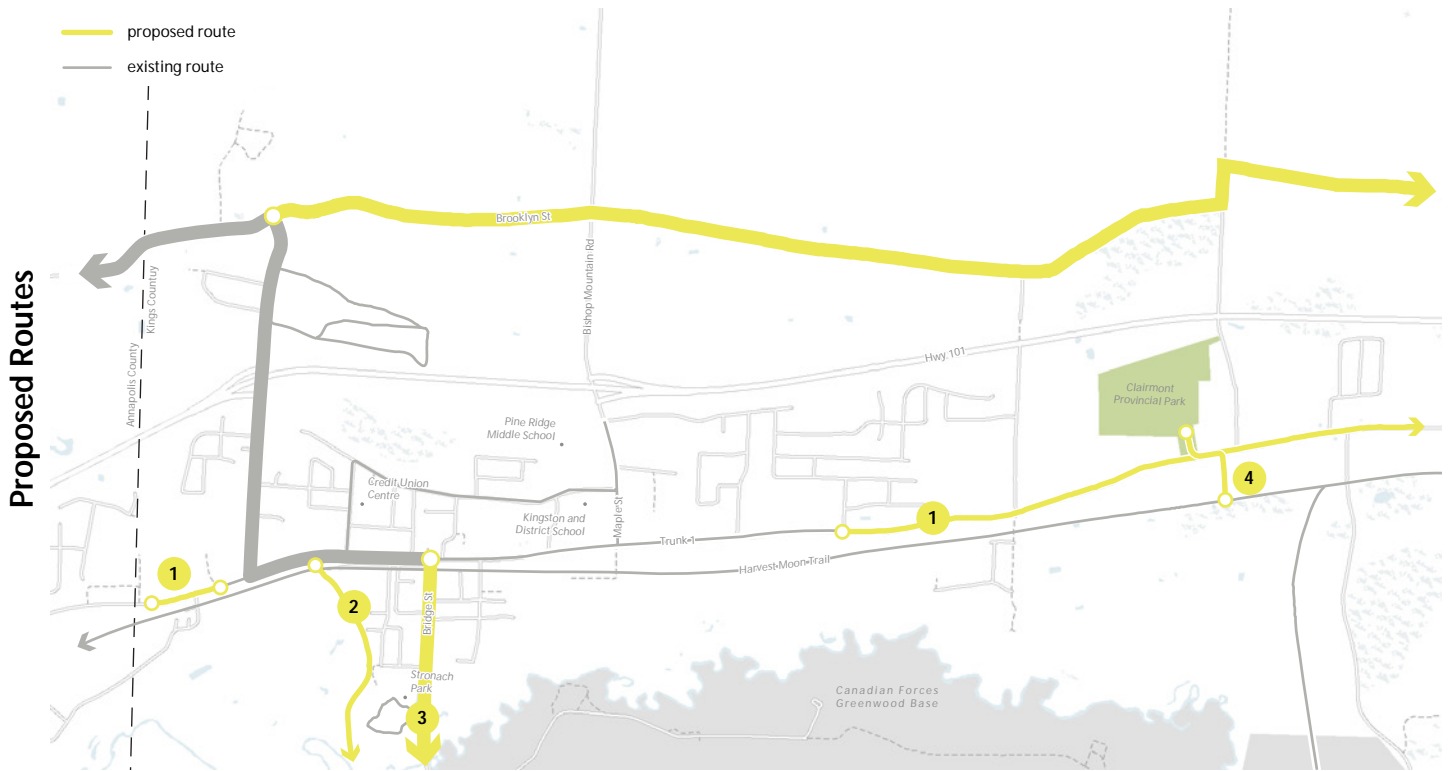 proposed route
existing route
Proposed Routes
Brooklyn St
Bishop Mountain Rd
Kings Countuy
Annapolis County
Hwy 101
Clairmont
Provincial Park
Pine Ridge
Middle School
Credit Union
Centre
Kingston and
District School
Maple St
Trunk 1
Harvest Moon Trail
1
4
1
2
Bridge St
Stronach
Park
3
Canadian Forces
Greenwood Base